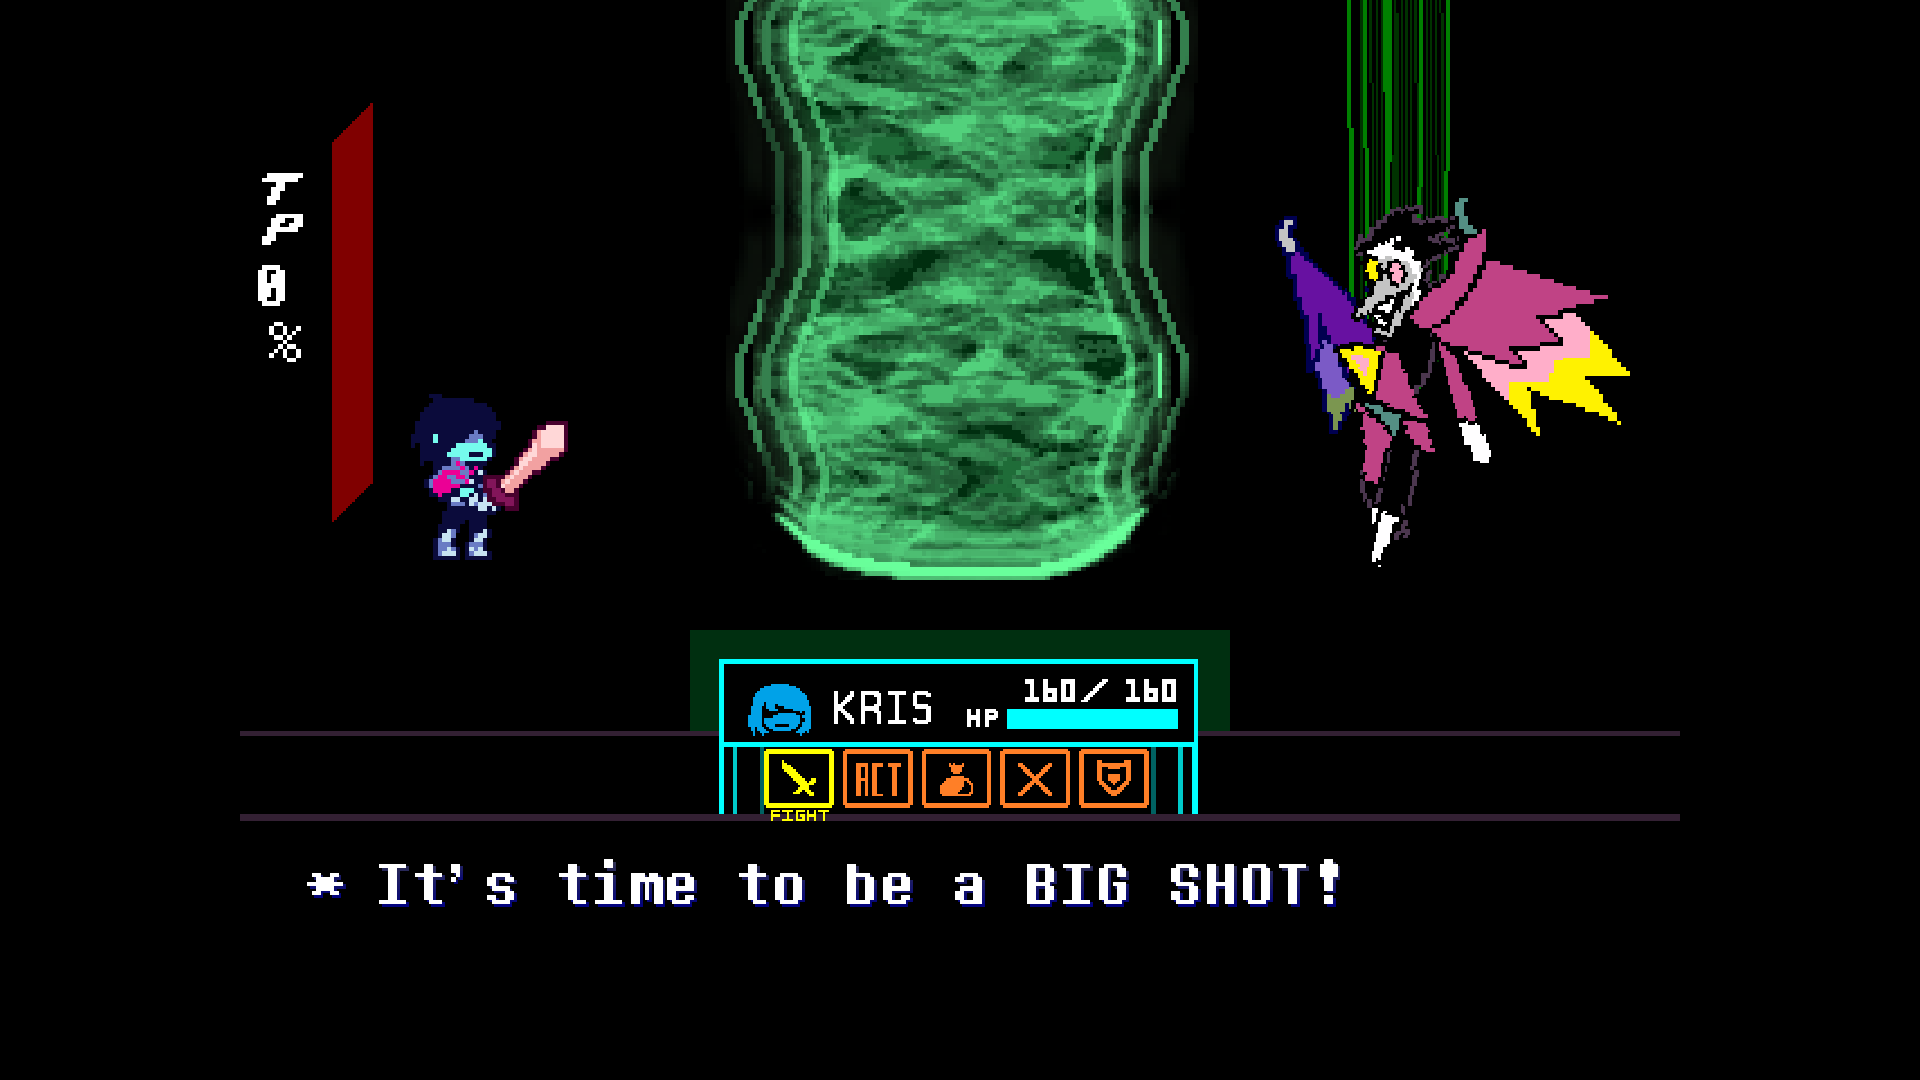 TP
0
%
KRIS
HP
160/ 160
ACT
FIGHT
* It's time to be a BIG SHOT!